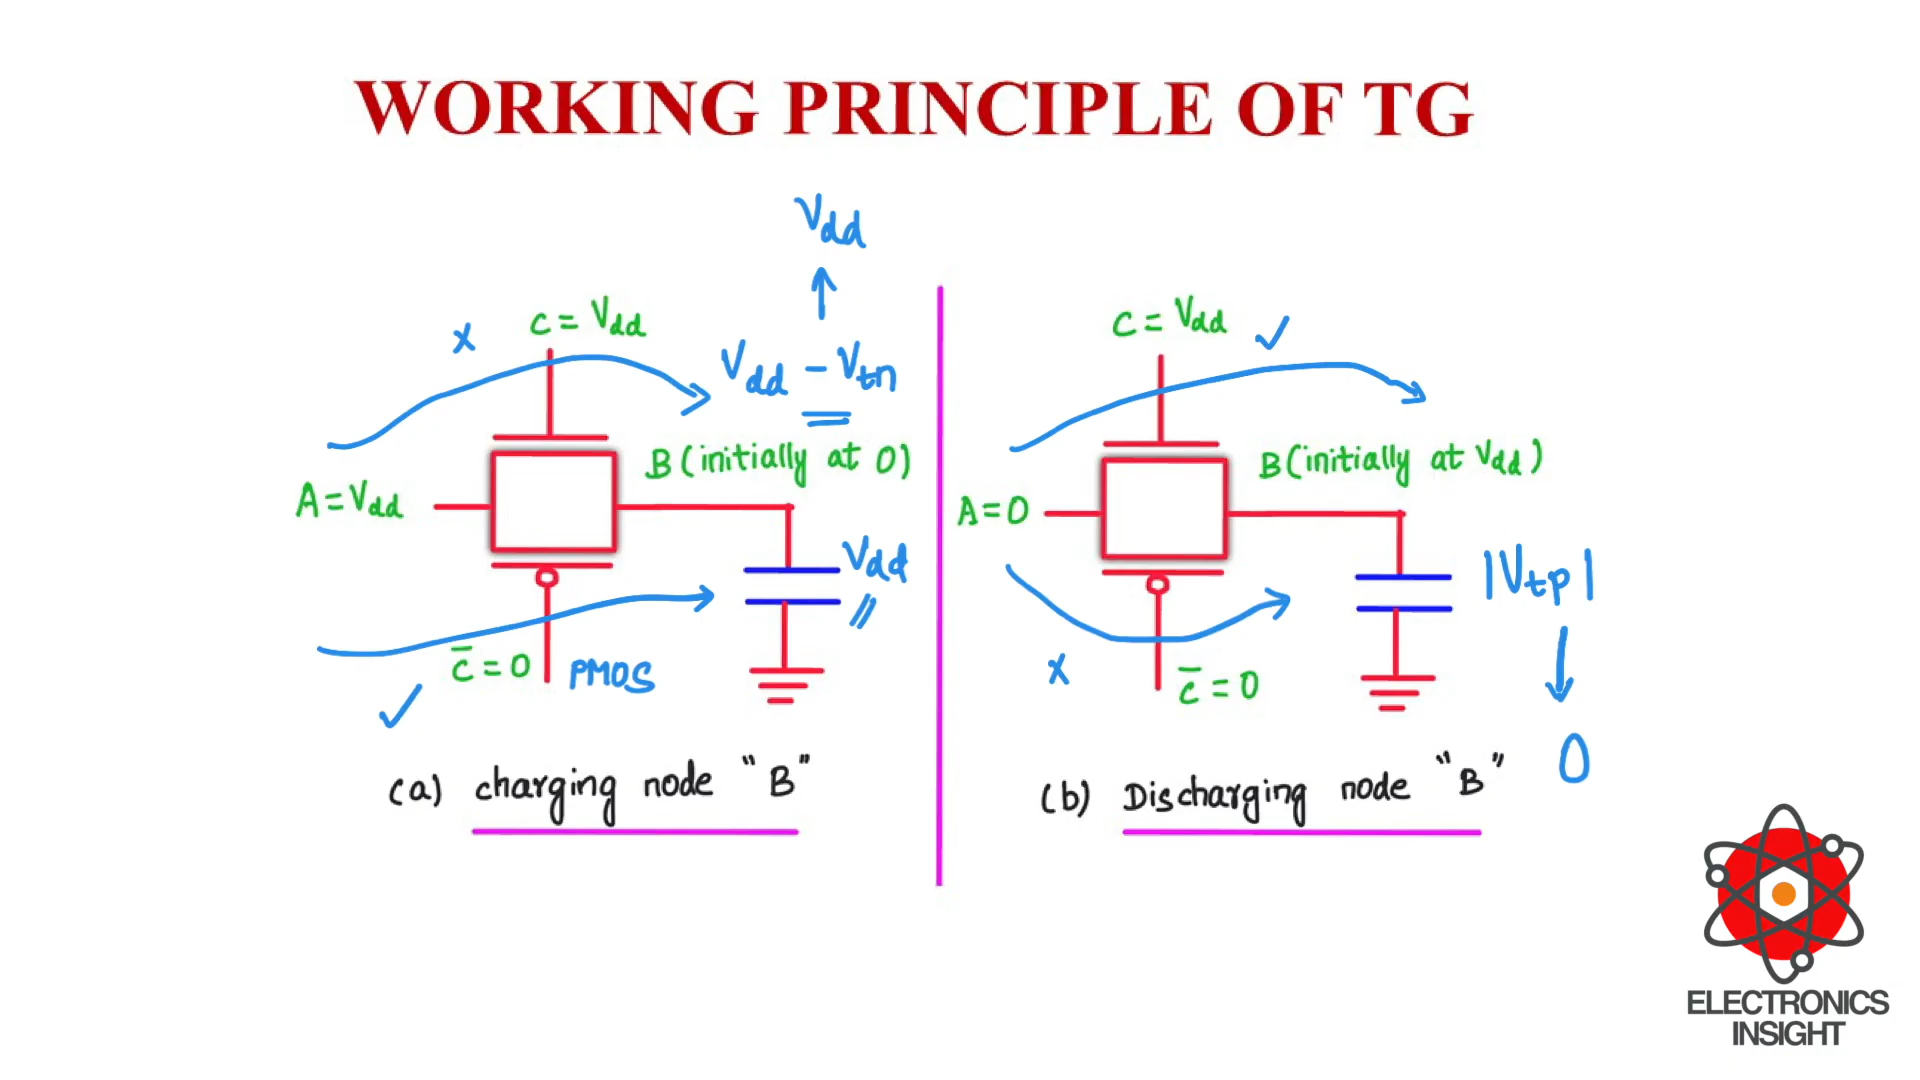 WORKING PRINCIPLE OF TG
Vdd
x
C = Vdd
Vdd - Vtn
B (initially at 0)
A = Vdd
Vdd
C̅ = 0
PMOS
(a) charging node "B"
C = Vdd
B (initially at Vdd)
A = 0
|Vtp|
x
C̅ = 0
0
(b) Discharging node "B"
ELECTRONICS
INSIGHT